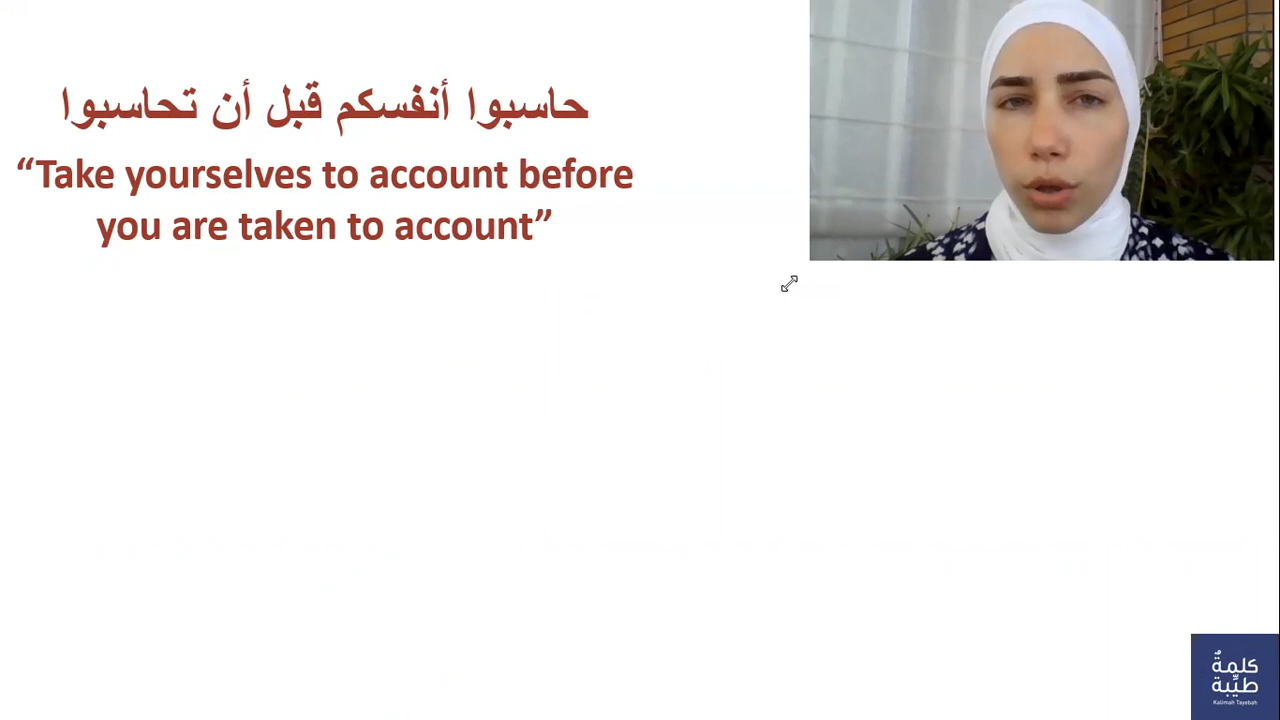 حاسبوا أنفسكم قبل أن تحاسبوا
“Take yourselves to account before
you are taken to account”
كلمةٌ
طيِّبة
Kalimah Tayebah